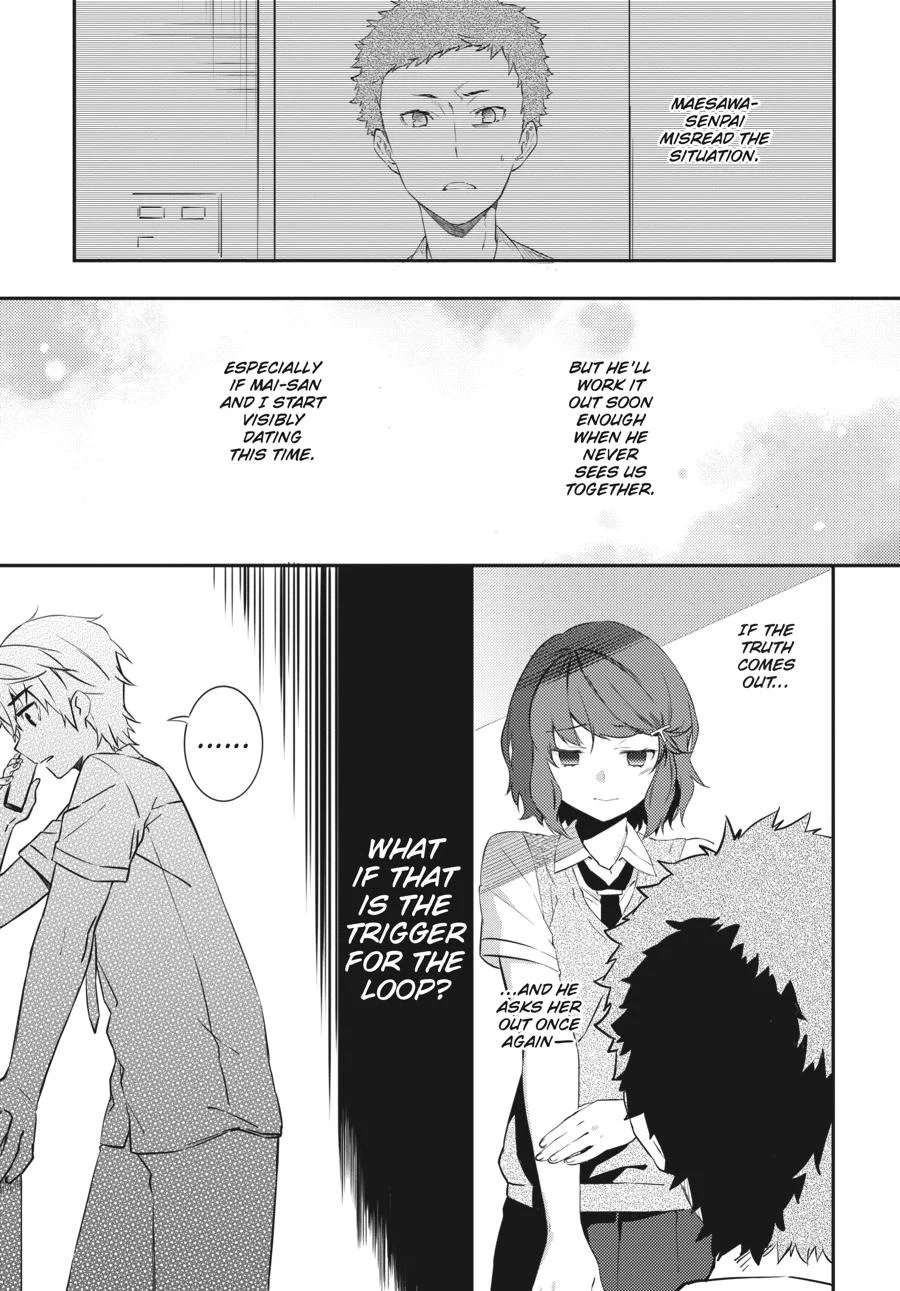 MAESAWA-
SENPAI
MISREAD THE
SITUATION.
BUT HE'LL
WORK IT
OUT SOON
ENOUGH
WHEN HE
NEVER
SEES US
TOGETHER.
ESPECIALLY
IF MAI-SAN
AND I START
VISIBLY
DATING
THIS TIME.
IF THE
TRUTH
COMES
OUT...
...AND HE
ASKS HER
OUT ONCE
AGAIN—
WHAT
IF THAT
IS THE
TRIGGER
FOR THE
LOOP?
......